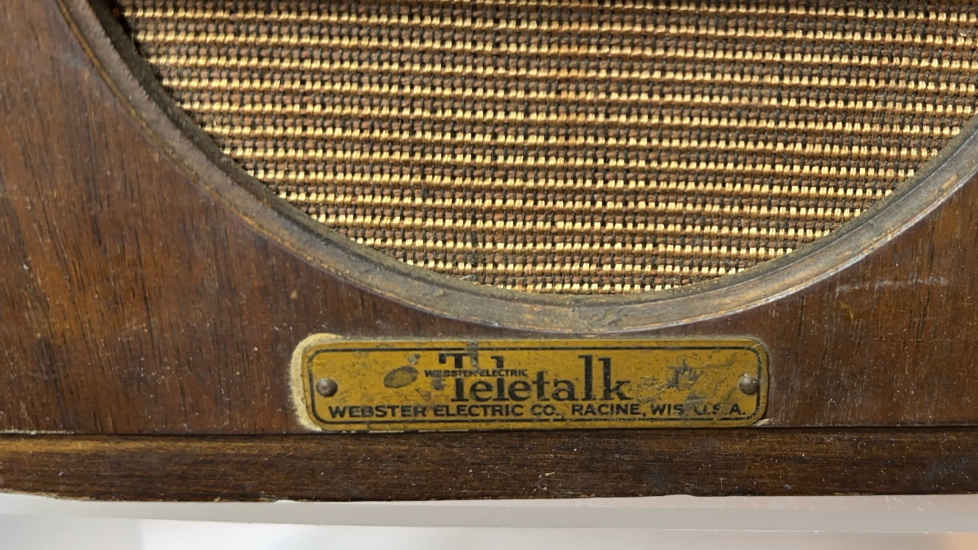 WEBSTER ELECTRIC
Teletalk
WEBSTER ELECTRIC CO., RACINE, WIS. U.S.A.